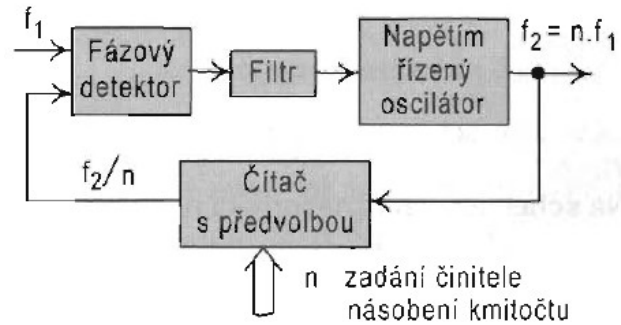 f₁
Fázový
detektor
Filtr
Napětím
řízený
oscilátor
f₂ = n.f₁
f₂/n
Čítač
s předvolbou
n zadání činitele
násobení kmitočtu